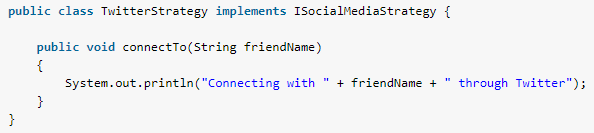 public class TwitterStrategy implements ISocialMediaStrategy {
public void connectTo(String friendName)
{
System.out.println("Connecting with " + friendName + " through Twitter");
}
}